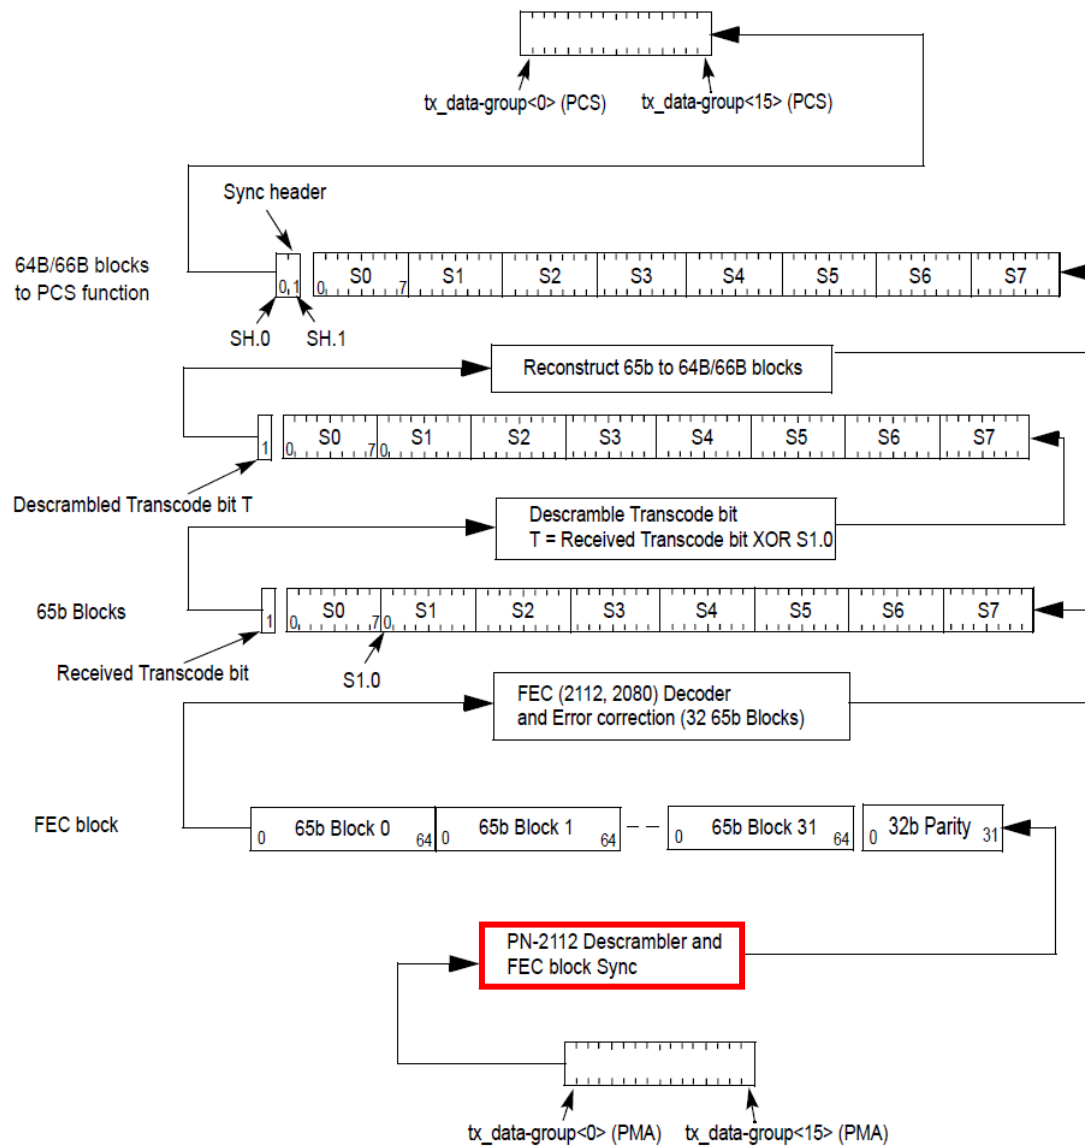 tx_data-group<0> (PCS)
tx_data-group<15> (PCS)
Sync header
64B/66B blocks
to PCS function
0 1
S0 S1 S2 S3 S4 S5 S6 S7
0 7
SH.0
SH.1
Reconstruct 65b to 64B/66B blocks
1
S0 S1 S2 S3 S4 S5 S6 S7
0 7 0
Descrambled Transcode bit T
Descramble Transcode bit
T = Received Transcode bit XOR S1.0
65b Blocks
1
S0 S1 S2 S3 S4 S5 S6 S7
0 7 0
Received Transcode bit
S1.0
FEC (2112, 2080) Decoder
and Error correction (32 65b Blocks)
FEC block
0 65b Block 0 64
0 65b Block 1 64
0 65b Block 31 64
0 32b Parity 31
PN-2112 Descrambler and
FEC block Sync
tx_data-group<0> (PMA)
tx_data-group<15> (PMA)